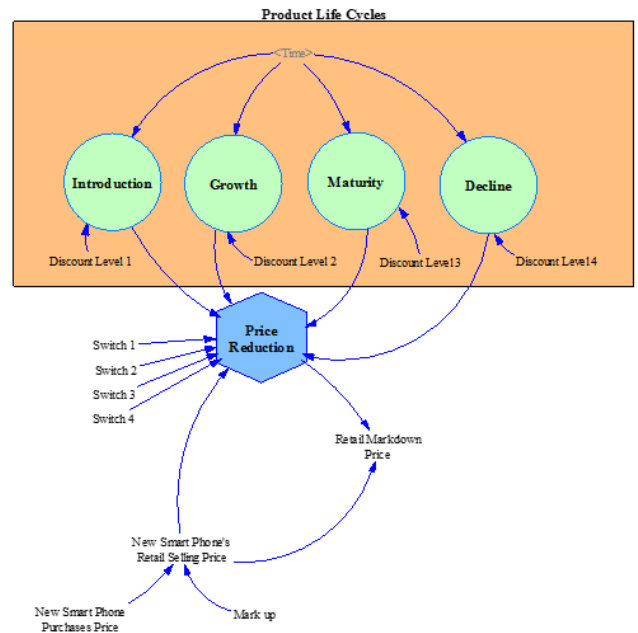 Product Life Cycles
<Time>
Introduction
Growth
Maturity
Decline
Discount Level 1
Discount Level 2
Discount Level3
Discount Level4
Price
Reduction
Switch 1
Switch 2
Switch 3
Switch 4
Retail Markdown
Price
New Smart Phone's
Retail Selling Price
New Smart Phone
Purchases Price
Mark up